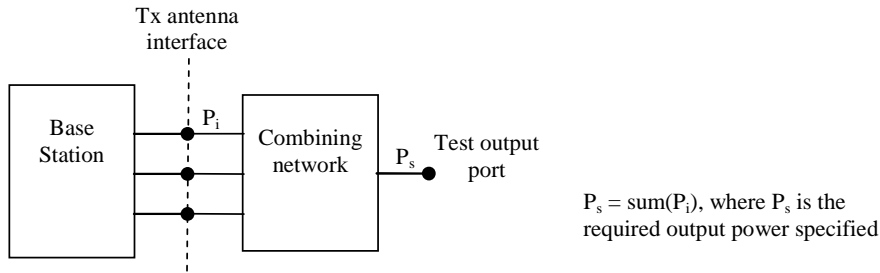 Tx antenna
interface
Base
Station
P_i
Combining
network
P_s
Test output
port
P_s = sum(P_i), where P_s is the
required output power specified